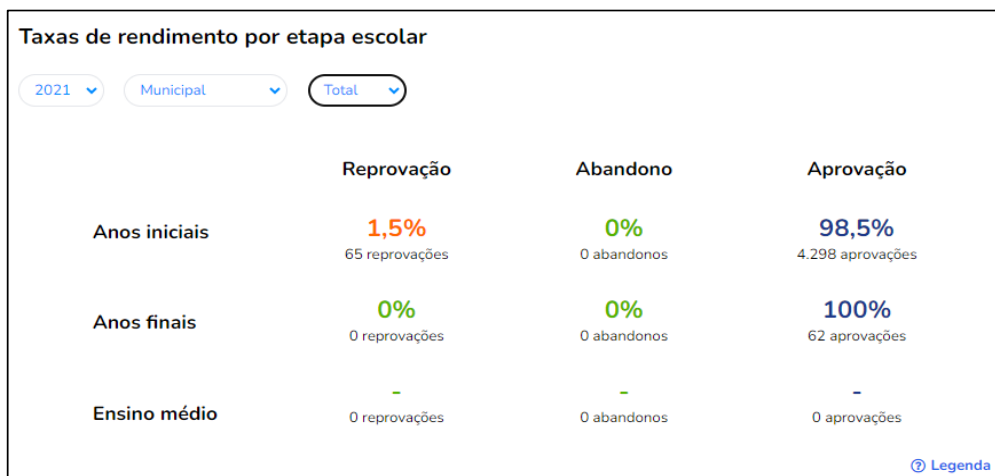 Taxas de rendimento por etapa escolar
2021 Municipal Total
Reprovação Abandono Aprovação
Anos iniciais 1,5% 0% 98,5%
65 reprovações 0 abandonos 4.298 aprovações
Anos finais 0% 0% 100%
0 reprovações 0 abandonos 62 aprovações
Ensino médio - - -
0 reprovações 0 abandonos 0 aprovações
Legenda